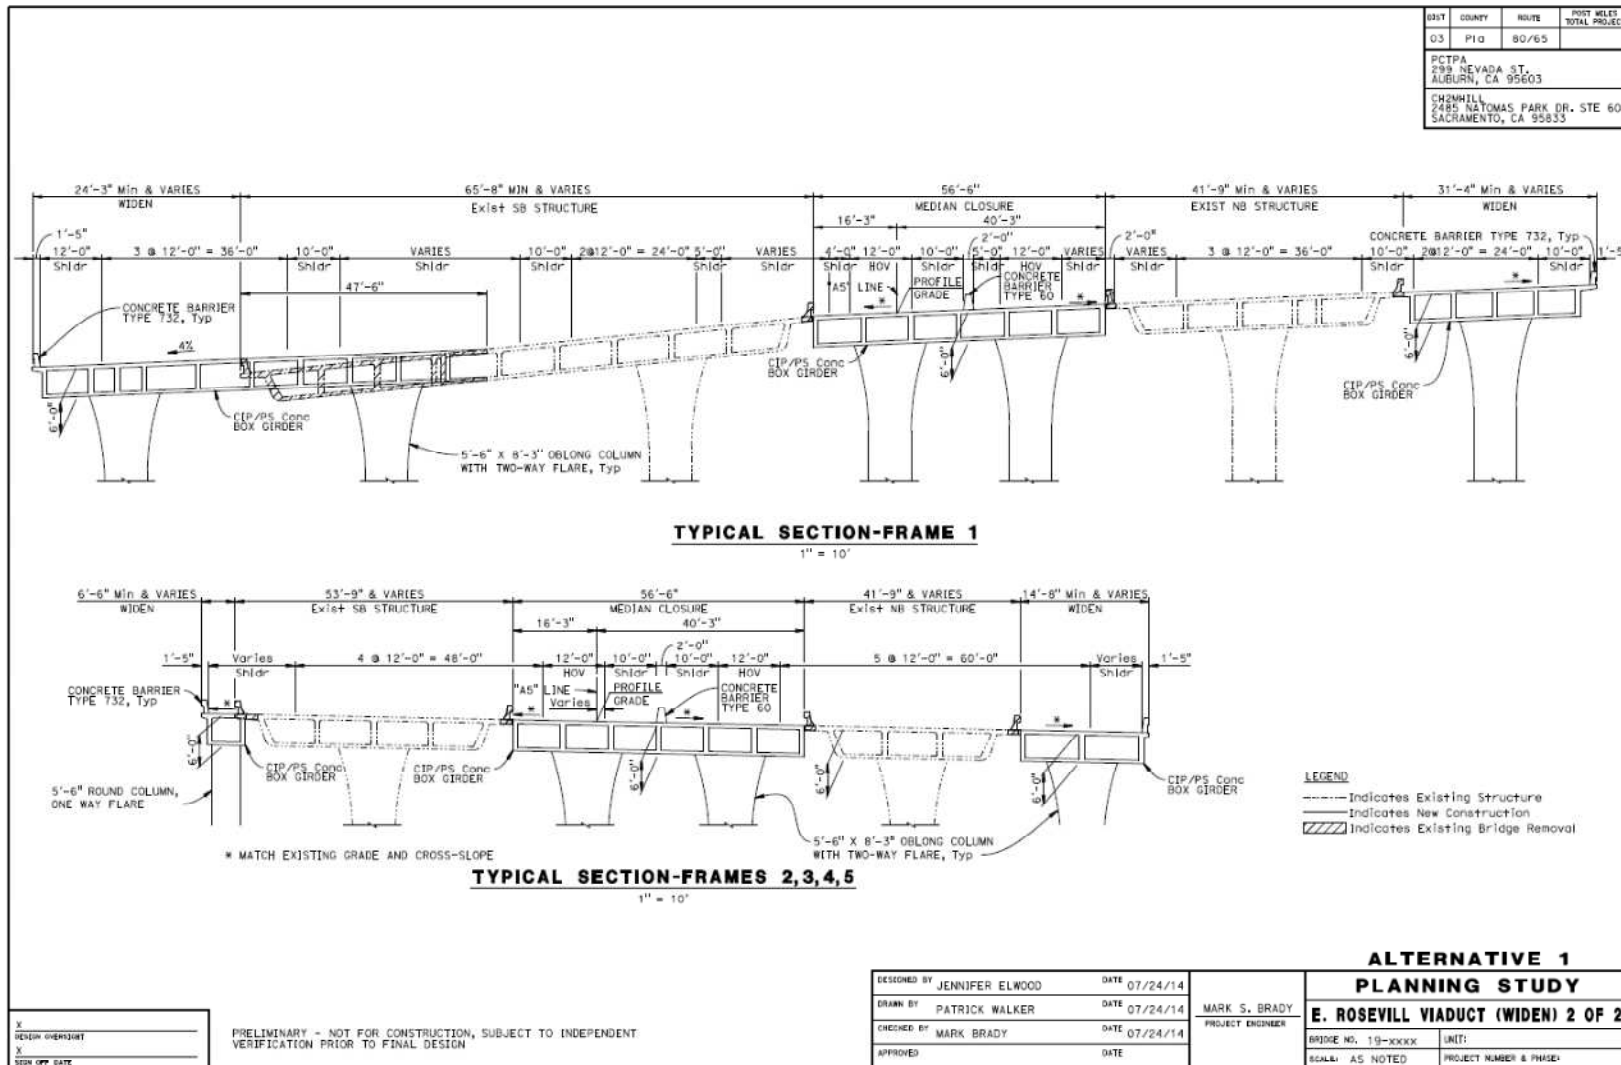 DIST COUNTY ROUTE POST MILES TOTAL PROJEC
03 Pla 80/65
PCTPA
299 NEVADA ST.
AUBURN, CA 95603
CH2MHILL
2485 NATOMAS PARK DR. STE 60
SACRAMENTO, CA 95833
24'-3" Min & VARIES
WIDEN
65'-8" MIN & VARIES
Exist SB STRUCTURE
56'-6"
MEDIAN CLOSURE
41'-9" Min & VARIES
EXIST NB STRUCTURE
31'-4" Min & VARIES
WIDEN
16'-3" 40'-3"
1'-5"
12'-0" Shldr
3 @ 12'-0" = 36'-0"
10'-0" Shldr
VARIES Shldr
10'-0" Shldr
2@12'-0" = 24'-0"
5'-0" Shldr
VARIES Shldr
4'-0" Shldr
12'-0" HOV
10'-0" Shldr
2'-0"
5'-0" Shldr
12'-0" HOV
VARIES Shldr
2'-0"
VARIES Shldr
3 @ 12'-0" = 36'-0"
10'-0" Shldr
2@12'-0" = 24'-0"
10'-0" Shldr
1'-5
CONCRETE BARRIER TYPE 732, Typ
47'-6"
CONCRETE BARRIER
TYPE 732, Typ
4%
"A5" LINE
*
PROFILE
GRADE
CONCRETE
BARRIER
TYPE 60
*
*
6'-0"
CIP/PS Conc
BOX GIRDER
5'-6" X 8'-3" OBLONG COLUMN
WITH TWO-WAY FLARE, Typ
CIP/PS Conc
BOX GIRDER
6'-0"
6'-0"
CIP/PS Conc
BOX GIRDER
TYPICAL SECTION-FRAME 1
1" = 10'
6'-6" Min & VARIES
WIDEN
53'-9" & VARIES
Exist SB STRUCTURE
56'-6"
MEDIAN CLOSURE
41'-9" & VARIES
Exist NB STRUCTURE
14'-8" Min & VARIES
WIDEN
16'-3" 40'-3"
1'-5"
Varies Shldr
4 @ 12'-0" = 48'-0"
12'-0" HOV
10'-0" Shldr
2'-0"
10'-0" Shldr
12'-0" HOV
5 @ 12'-0" = 60'-0"
Varies Shldr
1'-5"
CONCRETE BARRIER
TYPE 732, Typ
*
"A5" LINE
Varies
*
PROFILE
GRADE
CONCRETE
BARRIER
TYPE 60
*
*
6'-0"
CIP/PS Conc
BOX GIRDER
CIP/PS Conc
BOX GIRDER
6'-0"
6'-0"
6'-0"
CIP/PS Conc
BOX GIRDER
5'-6" ROUND COLUMN,
ONE WAY FLARE
5'-6" X 8'-3" OBLONG COLUMN
WITH TWO-WAY FLARE, Typ
* MATCH EXISTING GRADE AND CROSS-SLOPE
TYPICAL SECTION-FRAMES 2,3,4,5
1" = 10'
LEGEND
Indicates Existing Structure
Indicates New Construction
Indicates Existing Bridge Removal
ALTERNATIVE 1
PLANNING STUDY
E. ROSEVILL VIADUCT (WIDEN) 2 OF 2
BRIDGE NO. 19-xxxx UNIT:
SCALE: AS NOTED PROJECT NUMBER & PHASE:
DESIGNED BY JENNIFER ELWOOD DATE 07/24/14
DRAWN BY PATRICK WALKER DATE 07/24/14
CHECKED BY MARK BRADY DATE 07/24/14
APPROVED DATE
MARK S. BRADY
PROJECT ENGINEER
X
DESIGN OVERSIGHT
X
SIGN OFF DATE
PRELIMINARY - NOT FOR CONSTRUCTION, SUBJECT TO INDEPENDENT
VERIFICATION PRIOR TO FINAL DESIGN